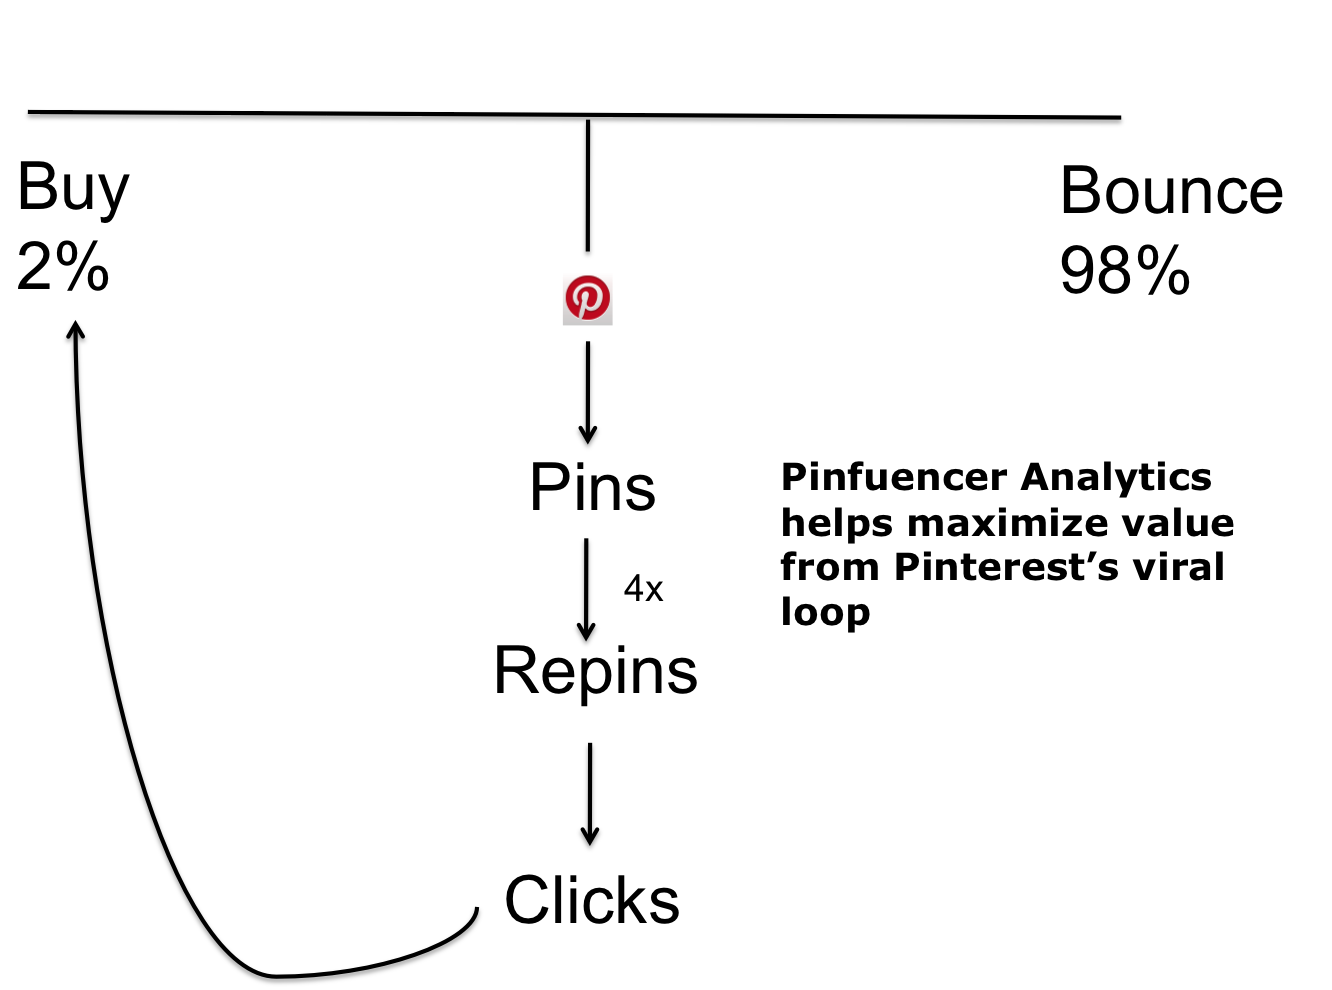 Buy
2%
Bounce
98%
Pins
4x
Repins
Clicks
Pinfuencer Analytics
helps maximize value
from Pinterest’s viral
loop